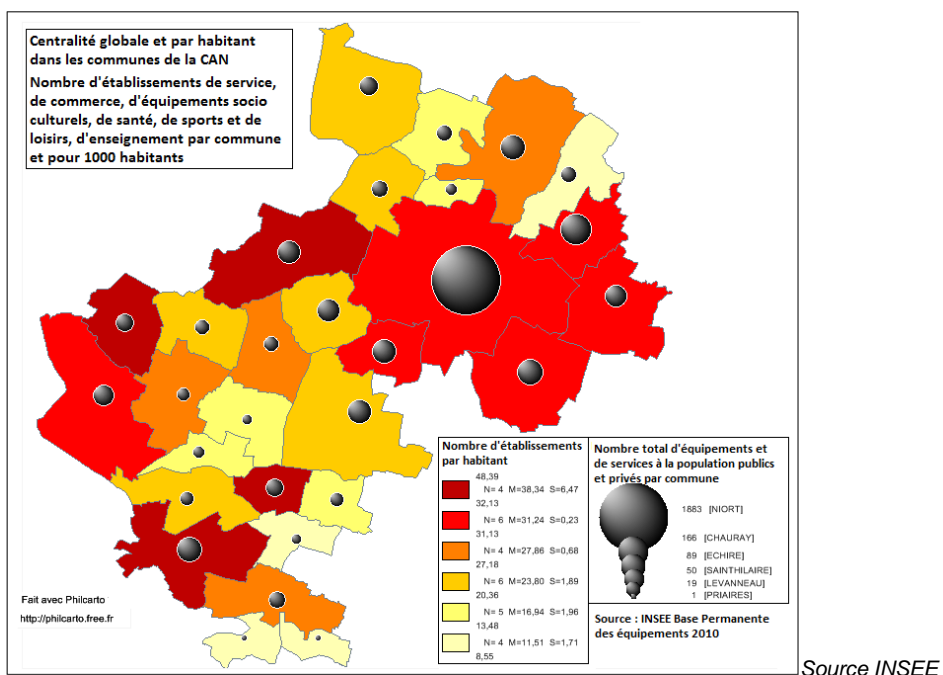 Centralité globale et par habitant
dans les communes de la CAN
Nombre d'établissements de service,
de commerce, d'équipements socio
culturels, de santé, de sports et de
loisirs, d'enseignement par commune
et pour 1000 habitants
Nombre d'établissements
par habitant
48,39
N= 4 M=38,34 S=6,47
32,13
N= 6 M=31,24 S=0,23
31,13
N= 4 M=27,86 S=0,68
27,18
N= 6 M=23,80 S=1,89
20,36
N= 5 M=16,94 S=1,96
13,48
N= 4 M=11,51 S=1,71
8,55
Nombre total d'équipements et
de services à la population publics
et privés par commune
1883 [NIORT]
166 [CHAURAY]
89 [ECHIRE]
50 [SAINTHILAIRE]
19 [LEVANNEAU]
1 [PRIAIRES]
Source : INSEE Base Permanente
des équipements 2010
Fait avec Philcarto
http://philcarto.free.fr
Source INSEE